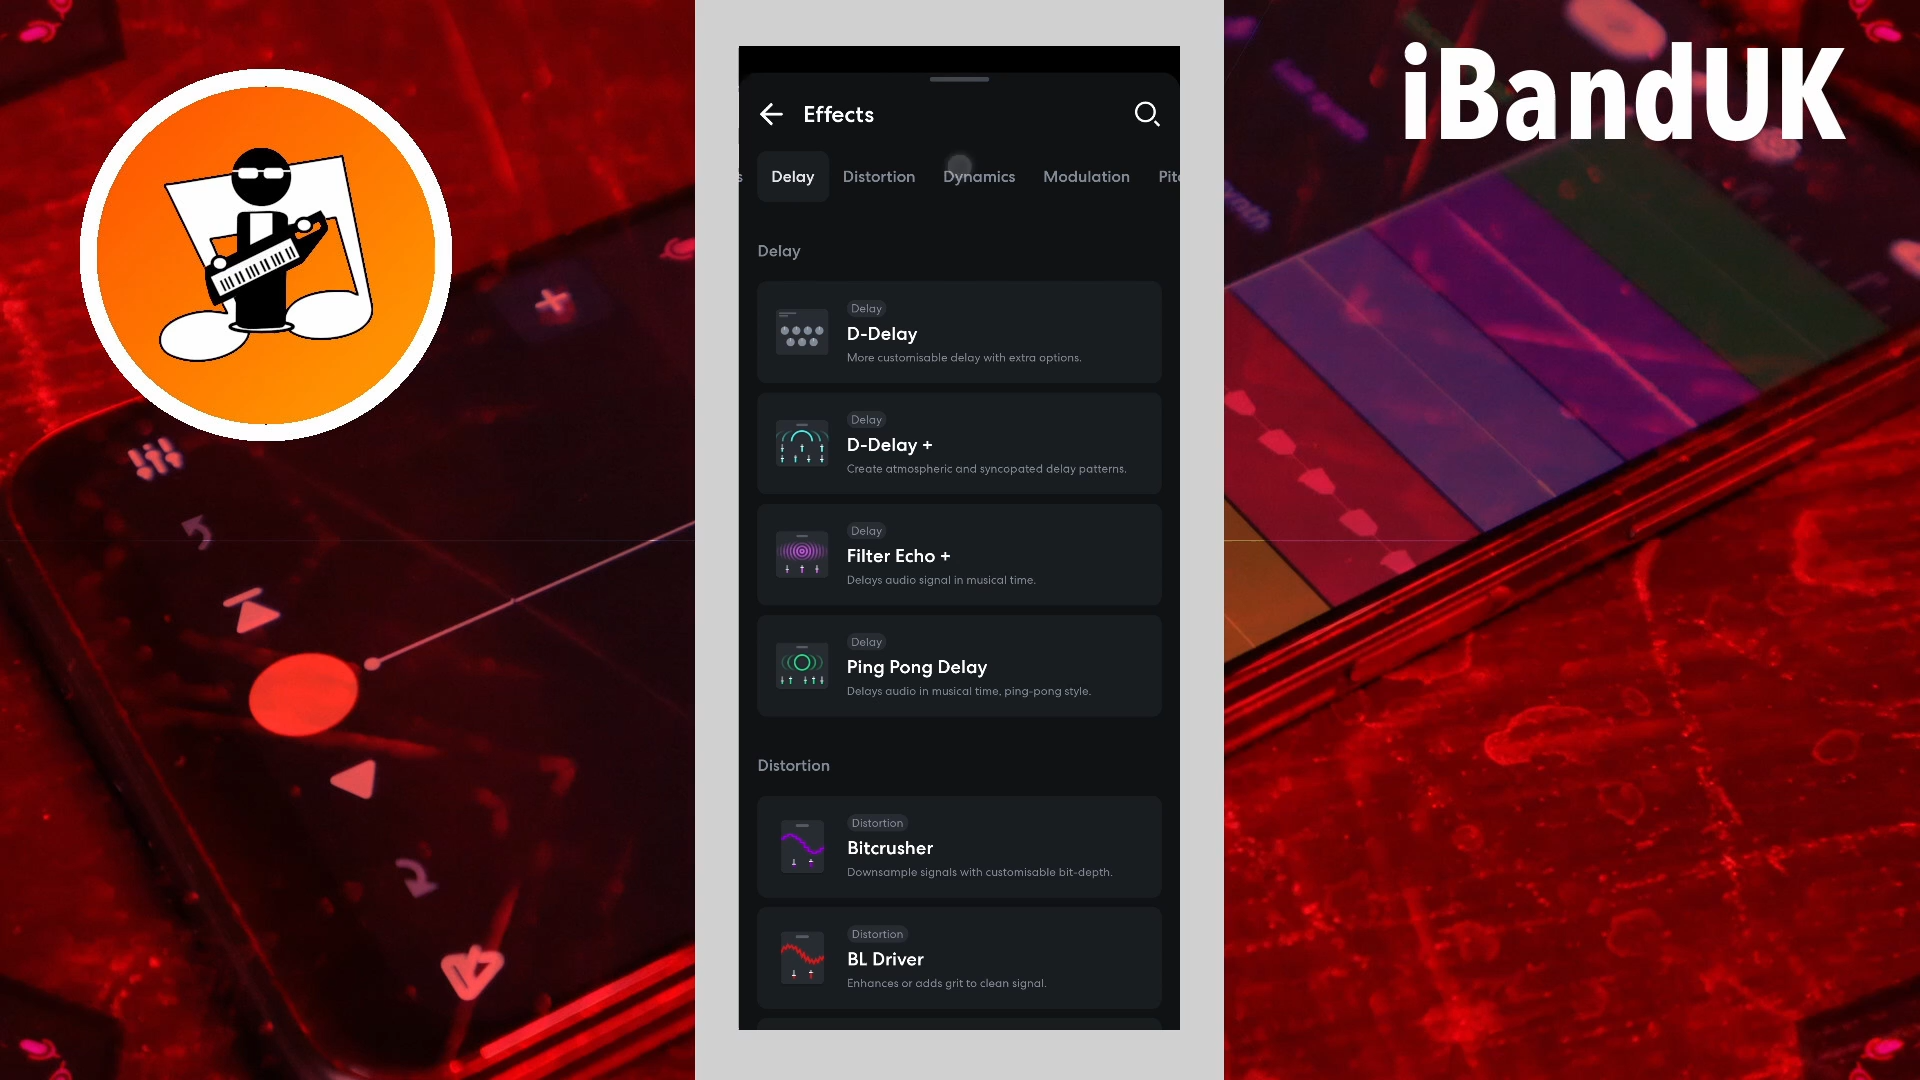 iBandUK
Effects
s Delay Distortion Dynamics Modulation Pitc
Delay
Delay
D-Delay
More customisable delay with extra options.
Delay
D-Delay +
Create atmospheric and syncopated delay patterns.
Delay
Filter Echo +
Delays audio signal in musical time.
Delay
Ping Pong Delay
Delays audio in musical time, ping-pong style.
Distortion
Distortion
Bitcrusher
Downsample signals with customisable bit-depth.
Distortion
BL Driver
Enhances or adds grit to clean signal.